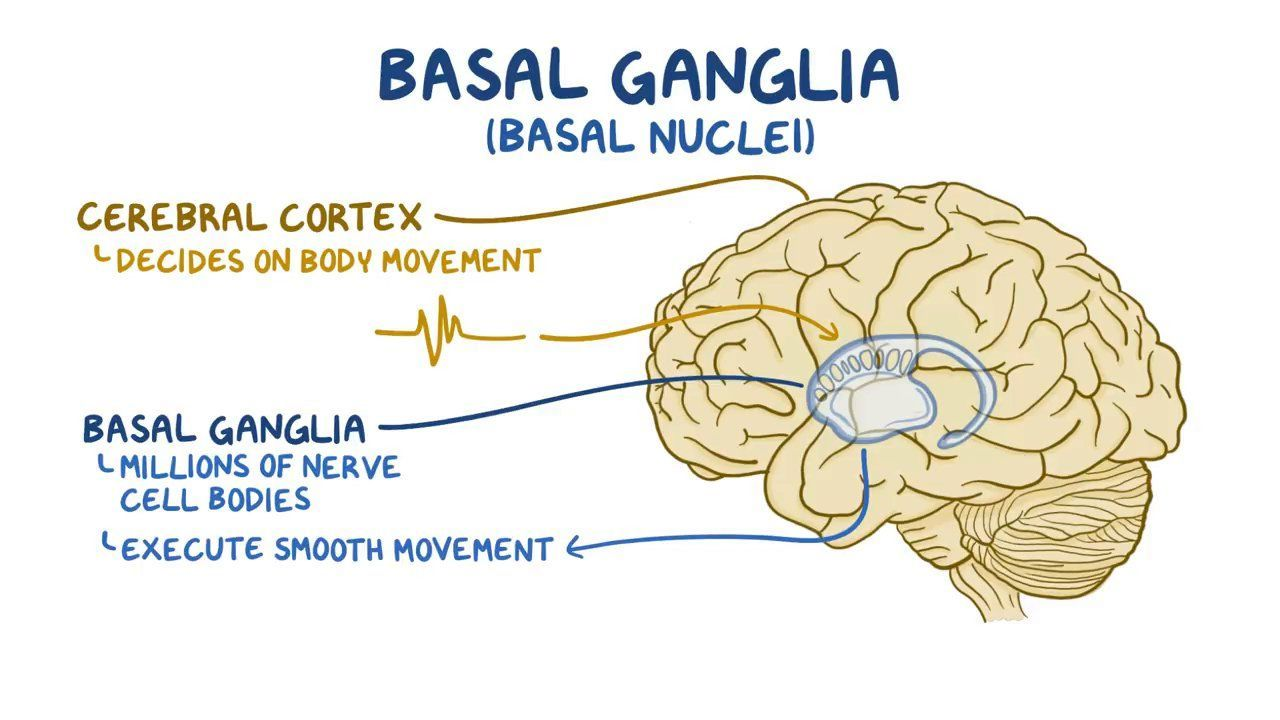 BASAL GANGLIA
(BASAL NUCLEI)
CEREBRAL CORTEX
DECIDES ON BODY MOVEMENT
BASAL GANGLIA
MILLIONS OF NERVE
CELL BODIES
EXECUTE SMOOTH MOVEMENT